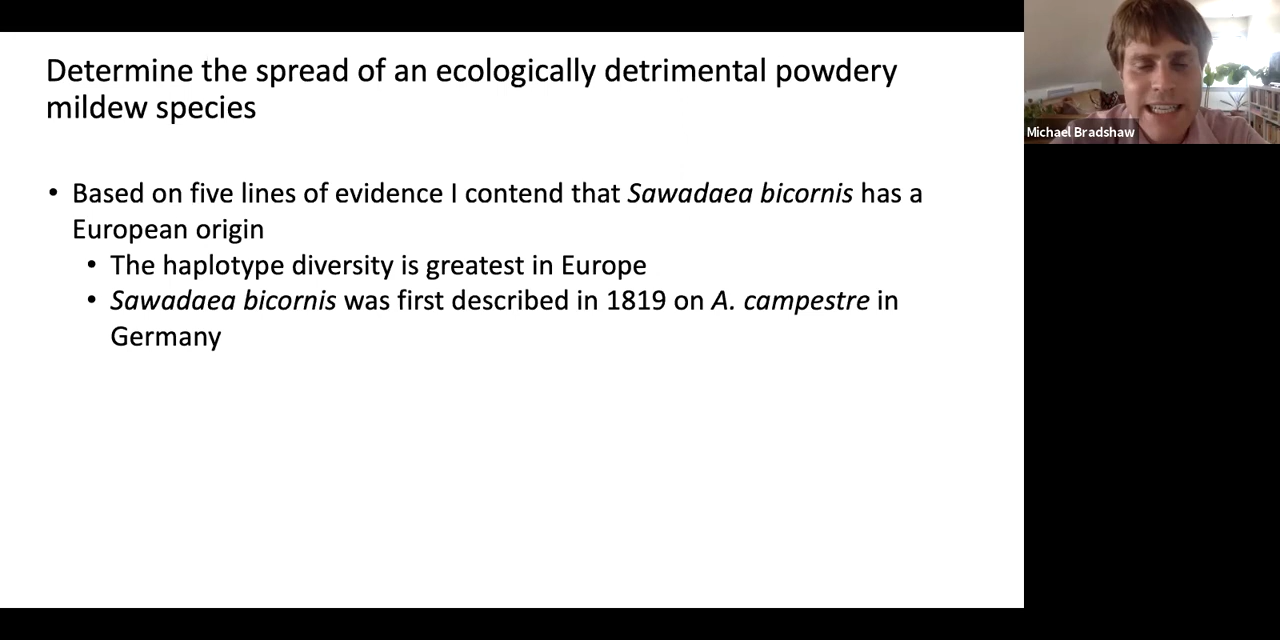 Determine the spread of an ecologically detrimental powdery
mildew species
• Based on five lines of evidence I contend that Sawadaea bicornis has a
European origin
• The haplotype diversity is greatest in Europe
• Sawadaea bicornis was first described in 1819 on A. campestre in
Germany
Michael Bradshaw